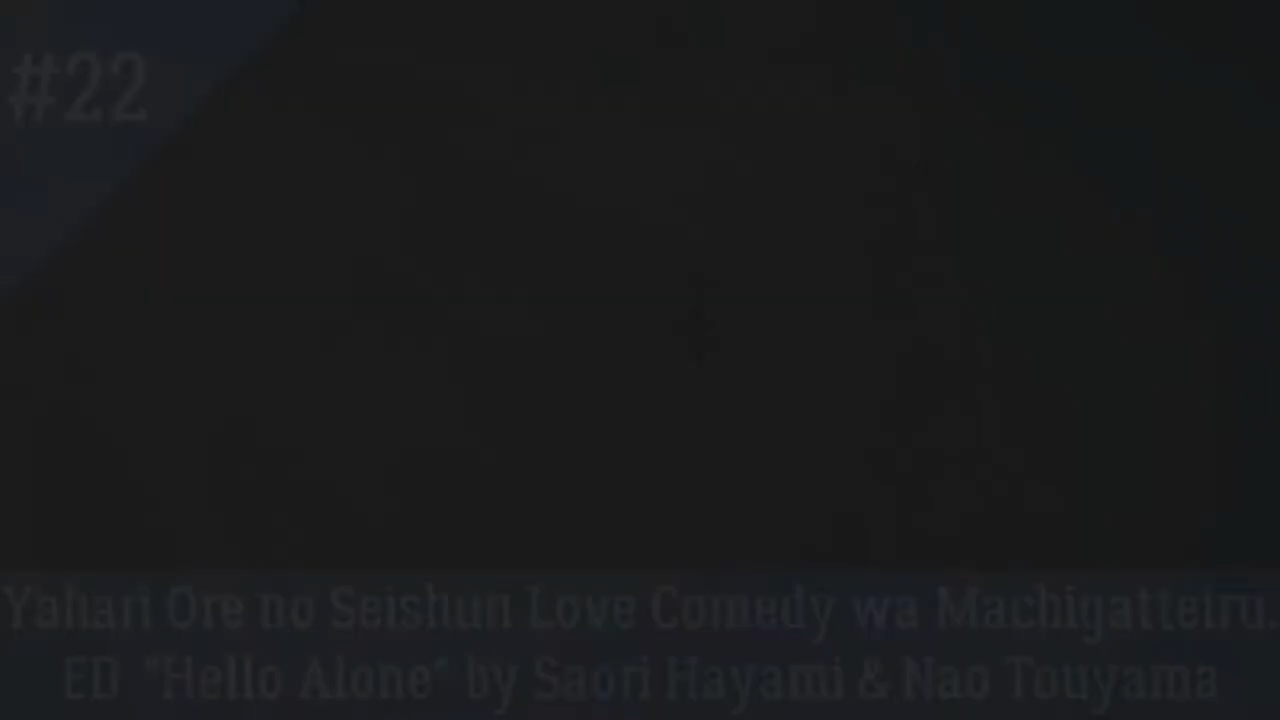 #22
Yahari Ore no Seishun Love Comedy wa Machigatteiru.
ED "Hello Alone" by Saori Hayami & Nao Touyama